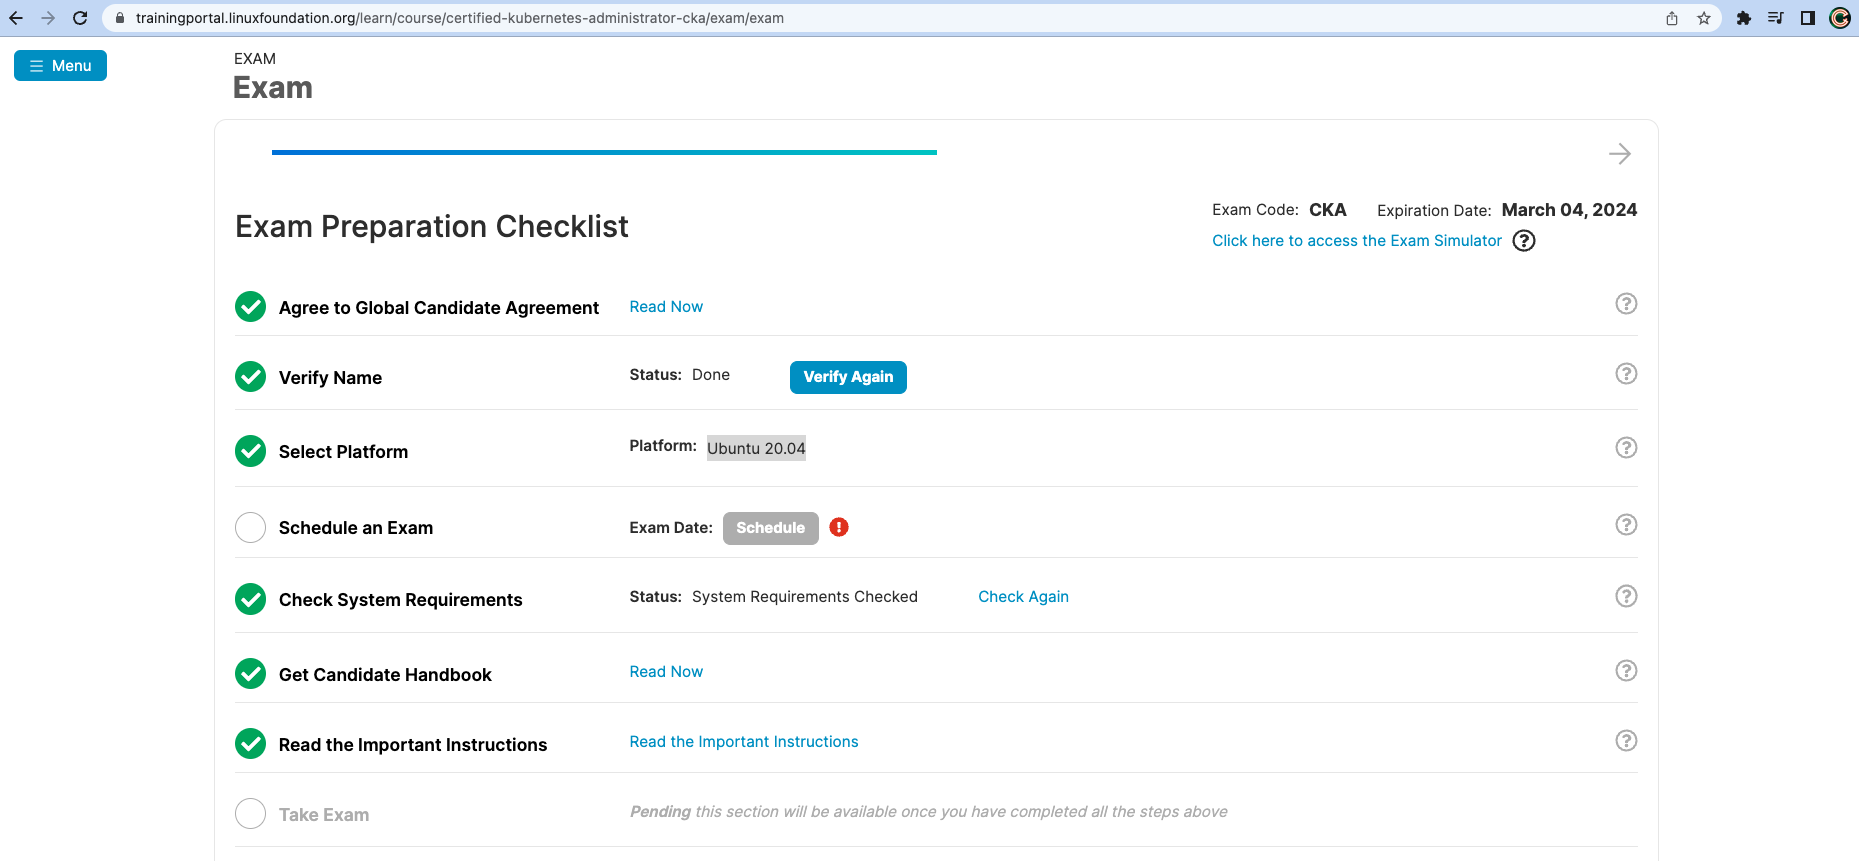 trainingportal.linuxfoundation.org/learn/course/certified-kubernetes-administrator-cka/exam/exam
Menu
EXAM
Exam
Exam Preparation Checklist
Exam Code: CKA Expiration Date: March 04, 2024
Click here to access the Exam Simulator ?
Agree to Global Candidate Agreement Read Now ?
Verify Name Status: Done Verify Again ?
Select Platform Platform: Ubuntu 20.04 ?
Schedule an Exam Exam Date: Schedule ! ?
Check System Requirements Status: System Requirements Checked Check Again ?
Get Candidate Handbook Read Now ?
Read the Important Instructions Read the Important Instructions ?
Take Exam Pending this section will be available once you have completed all the steps above